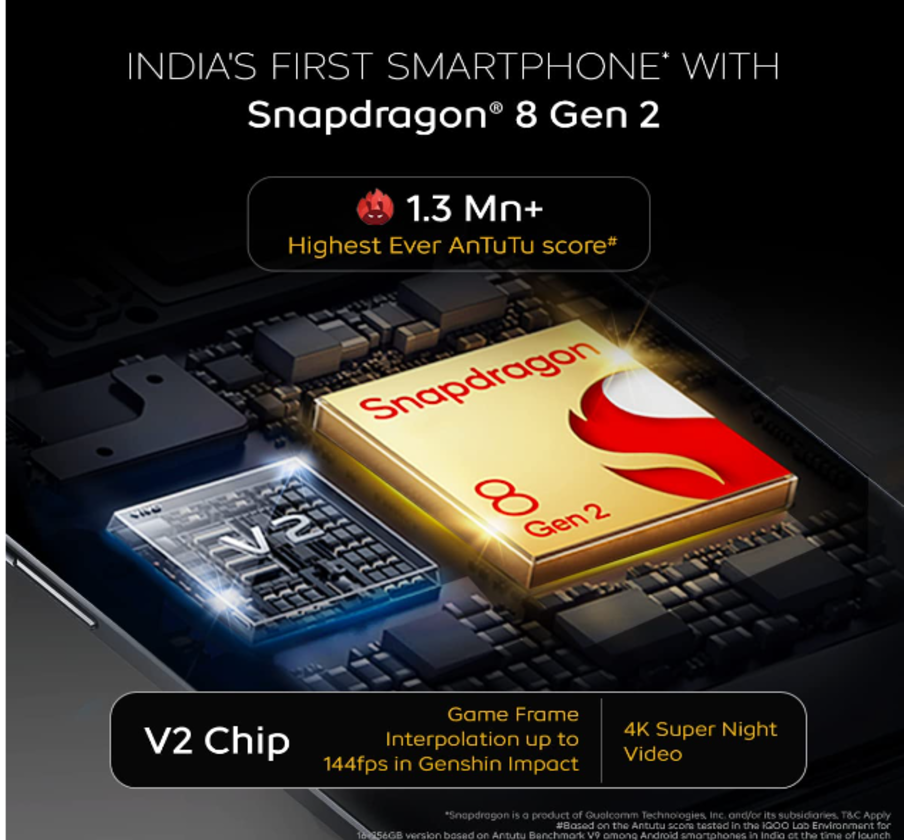 INDIA'S FIRST SMARTPHONE* WITH
Snapdragon® 8 Gen 2
1.3 Mn+
Highest Ever AnTuTu score#
Snapdragon
8
Gen 2
vivo
V2
V2 Chip
Game Frame
Interpolation up to
144fps in Genshin Impact
4K Super Night
Video
*Snapdragon is a product of Qualcomm Technologies, Inc. and/or its subsidiaries, T&C Apply
#Based on the Antutu score tested in the iQOO Lab Environment for
16+256GB version based on Antutu Benchmark V9 among Android smartphones in India at the time of launch